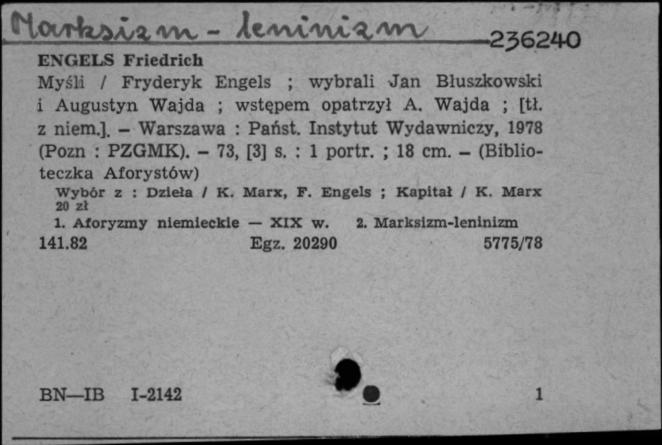 Marksizm - leninizm
236240
ENGELS Friedrich
Myśli / Fryderyk Engels ; wybrali Jan Błuszkowski
i Augustyn Wajda ; wstępem opatrzył A. Wajda ; [tł.
z niem.]. — Warszawa : Państ. Instytut Wydawniczy, 1978
(Pozn : PZGMK). — 73, [3] s. : 1 portr. ; 18 cm. — (Biblio-
teczka Aforystów)
Wybór z : Dzieła / K. Marx, F. Engels ; Kapitał / K. Marx
20 zł
1. Aforyzmy niemieckie — XIX w. 2. Marksizm-leninizm
141.82 Egz. 20290 5775/78
BN—IB I-2142 1